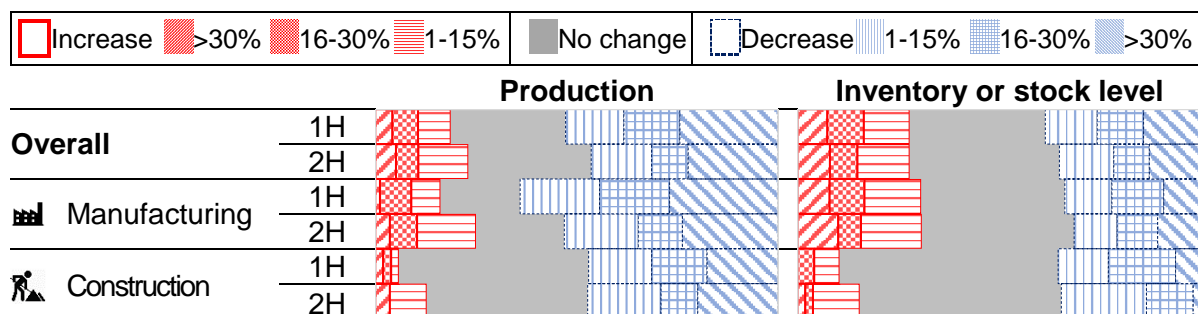 Increase >30% 16-30% 1-15% No change Decrease 1-15% 16-30% >30%
Production Inventory or stock level
Overall 1H
2H
Manufacturing 1H
2H
Construction 1H
2H